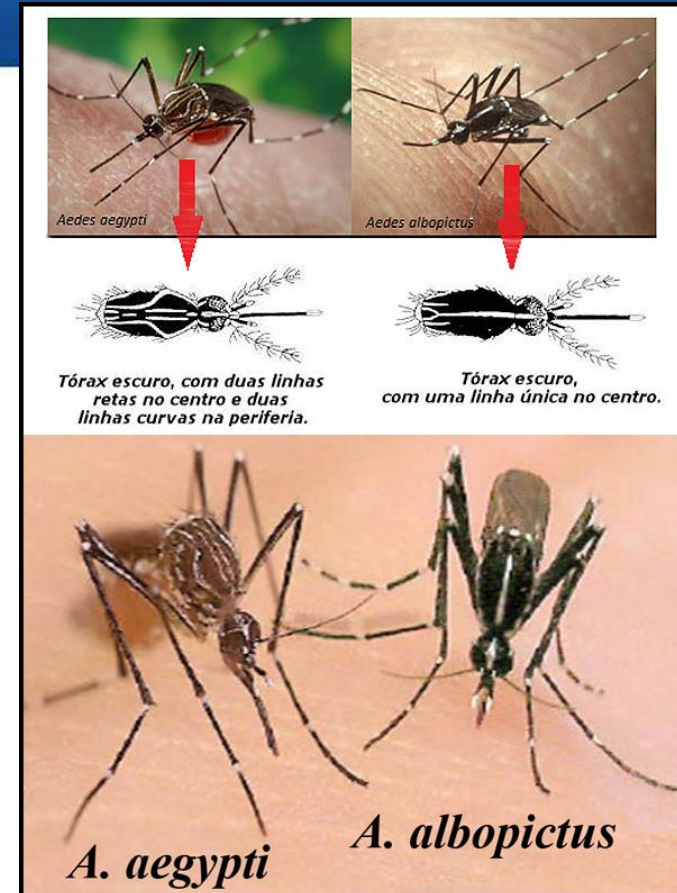 Aedes aegypti
Aedes albopictus
Tórax escuro, com duas linhas
retas no centro e duas
linhas curvas na periferia.
Tórax escuro,
com uma linha única no centro.
A. aegypti
A. albopictus